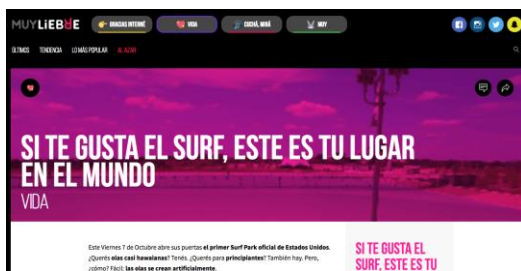 MUYLIEBRE
GRACIAS INTERNÉ
VIDA
CUCHÁ, MIRÁ
MUY
ÚLTIMOS TENDENCIA LO MÁS POPULAR AL AZAR
SI TE GUSTA EL SURF, ESTE ES TU LUGAR
EN EL MUNDO
VIDA
Este Viernes 7 de Octubre abre sus puertas el primer Surf Park oficial de Estados Unidos.
¿Querés olas casi hawaianas? Tenés. ¿Querés para principiantes? También hay. Pero,
¿cómo? Fácil: las olas se crean artificialmente.
SI TE GUSTA EL
SURF, ESTE ES TU